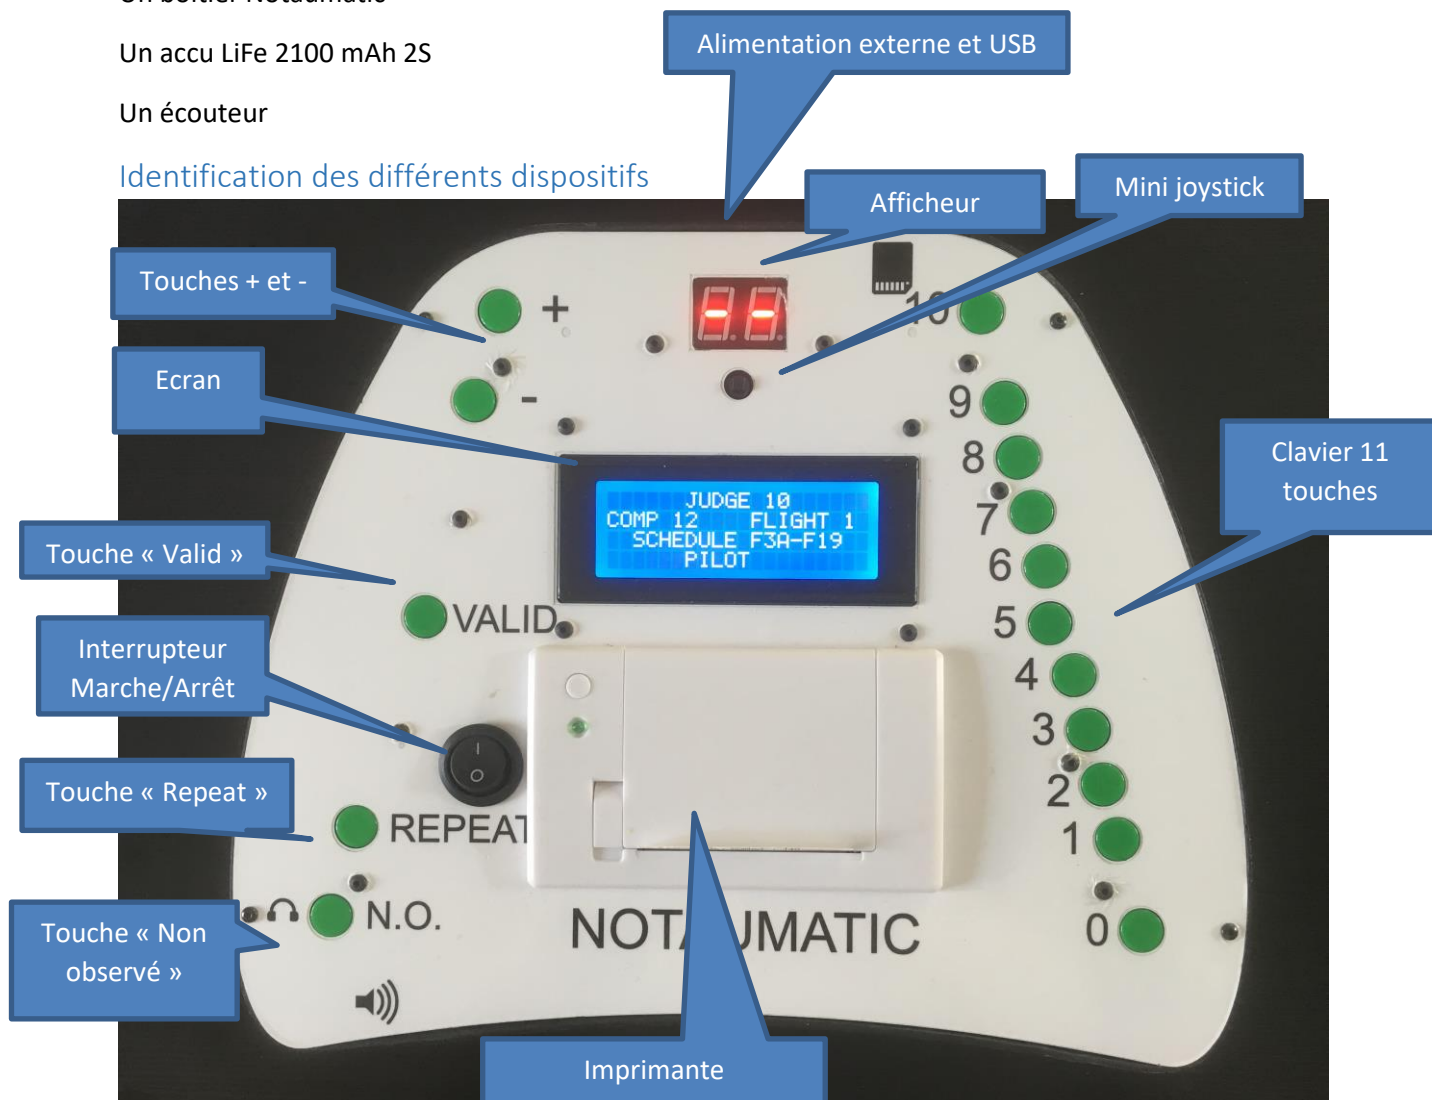 Un boîtier Notaumatic
Un accu LiFe 2100 mAh 2S
Un écouteur
Alimentation externe et USB
Identification des différents dispositifs
Afficheur
Mini joystick
Touches + et -
+
10
Ecran
-
9
8
Clavier 11
touches
JUDGE 10
COMP 12 FLIGHT 1
SCHEDULE F3A-F19
PILOT
7
6
Touche « Valid »
VALID
5
Interrupteur
Marche/Arrêt
4
3
I
O
Touche « Repeat »
REPEAT
2
1
Touche « Non
observé »
N.O.
NOTAUMATIC
0
Imprimante